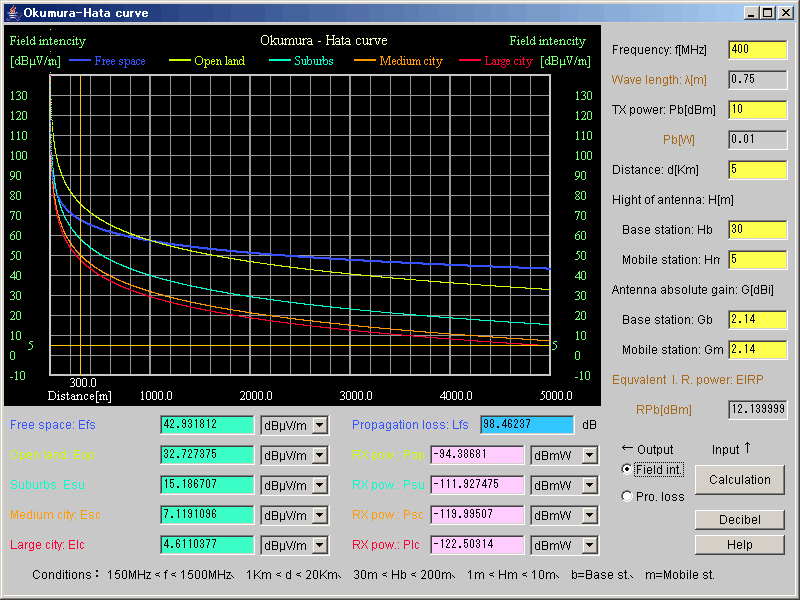 Okumura-Hata curve
Field intencity Okumura - Hata curve Field intencity
[dBμV/m] Free space Open land Suburbs Medium city Large city [dBμV/m]
130 130
120 120
110 110
100 100
90 90
80 80
70 70
60 60
50 50
40 40
30 30
20 20
10 10
5 0 0 5
-10 -10
300.0
Distance[m] 1000.0 2000.0 3000.0 4000.0 5000.0
Frequency: f[MHz] 400
Wave length: λ[m] 0.75
TX power: Pb[dBm] 10
Pb[W] 0.01
Distance: d[Km] 5
Hight of antenna: H[m]
Base station: Hb 30
Mobile station: Hm 5
Antenna absolute gain: G[dBi]
Base station: Gb 2.14
Mobile station: Gm 2.14
Equvalent I. R. power: EIRP
RPb[dBm] 12.139999
Free space: Efs 42.931812 dBμV/m Propagation loss: Lfs 98.46237 dB
Open land: Eo 32.727375 dBμV/m RX pow.: Po -94.38681 dBmW
Suburbs: Esu 15.186707 dBμV/m RX pow.: Psu -111.927475 dBmW
Medium city: Esc 7.1191096 dBμV/m RX pow.: Psc -119.99507 dBmW
Large city: Elc 4.6110377 dBμV/m RX pow.: Plc -122.50314 dBmW
← Output Input ↑
Field int.
Pro. loss
Calculation
Decibel
Help
Conditions： 150MHz < f < 1500MHz、 1Km < d < 20Km、 30m < Hb < 200m、 1m < Hm < 10m、 b=Base st.、 m=Mobile st.